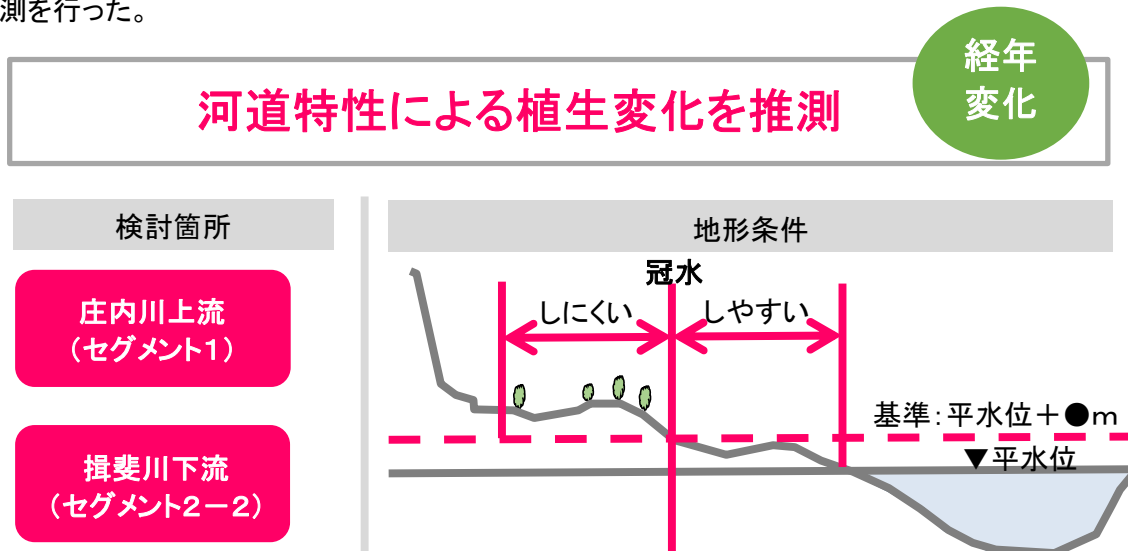 測を行った。
経年
変化
河道特性による植生変化を推測
検討箇所
地形条件
庄内川上流
（セグメント１）
揖斐川下流
（セグメント２－２）
冠水
しにくい
しやすい
基準：平水位＋●ｍ
▼平水位